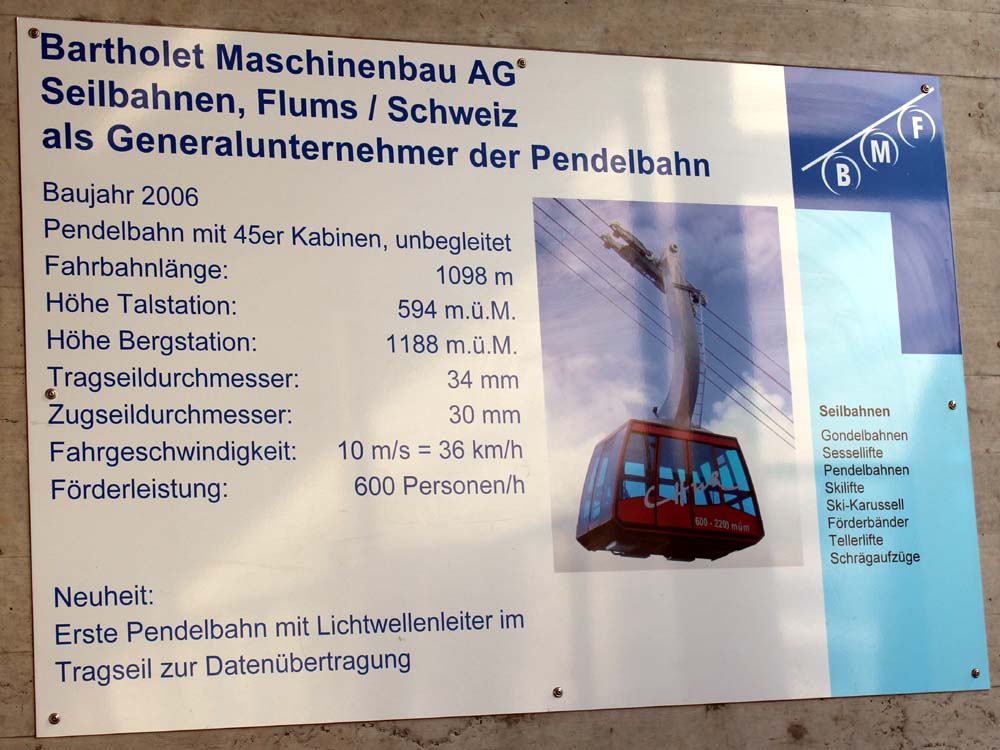 Bartholet Maschinenbau AG
Seilbahnen, Flums / Schweiz
als Generalunternehmer der Pendelbahn
Baujahr 2006
Pendelbahn mit 45er Kabinen, unbegleitet
Fahrbahnlänge: 1098 m
Höhe Talstation: 594 m.ü.M.
Höhe Bergstation: 1188 m.ü.M.
Tragseildurchmesser: 34 mm
Zugseildurchmesser: 30 mm
Fahrgeschwindigkeit: 10 m/s = 36 km/h
Förderleistung: 600 Personen/h
Neuheit:
Erste Pendelbahn mit Lichtwellenleiter im
Tragseil zur Datenübertragung
B M F
CHUR
600 - 2200 müm
Seilbahnen
Gondelbahnen
Sessellifte
Pendelbahnen
Skilifte
Ski-Karussell
Förderbänder
Tellerlifte
Schrägaufzüge